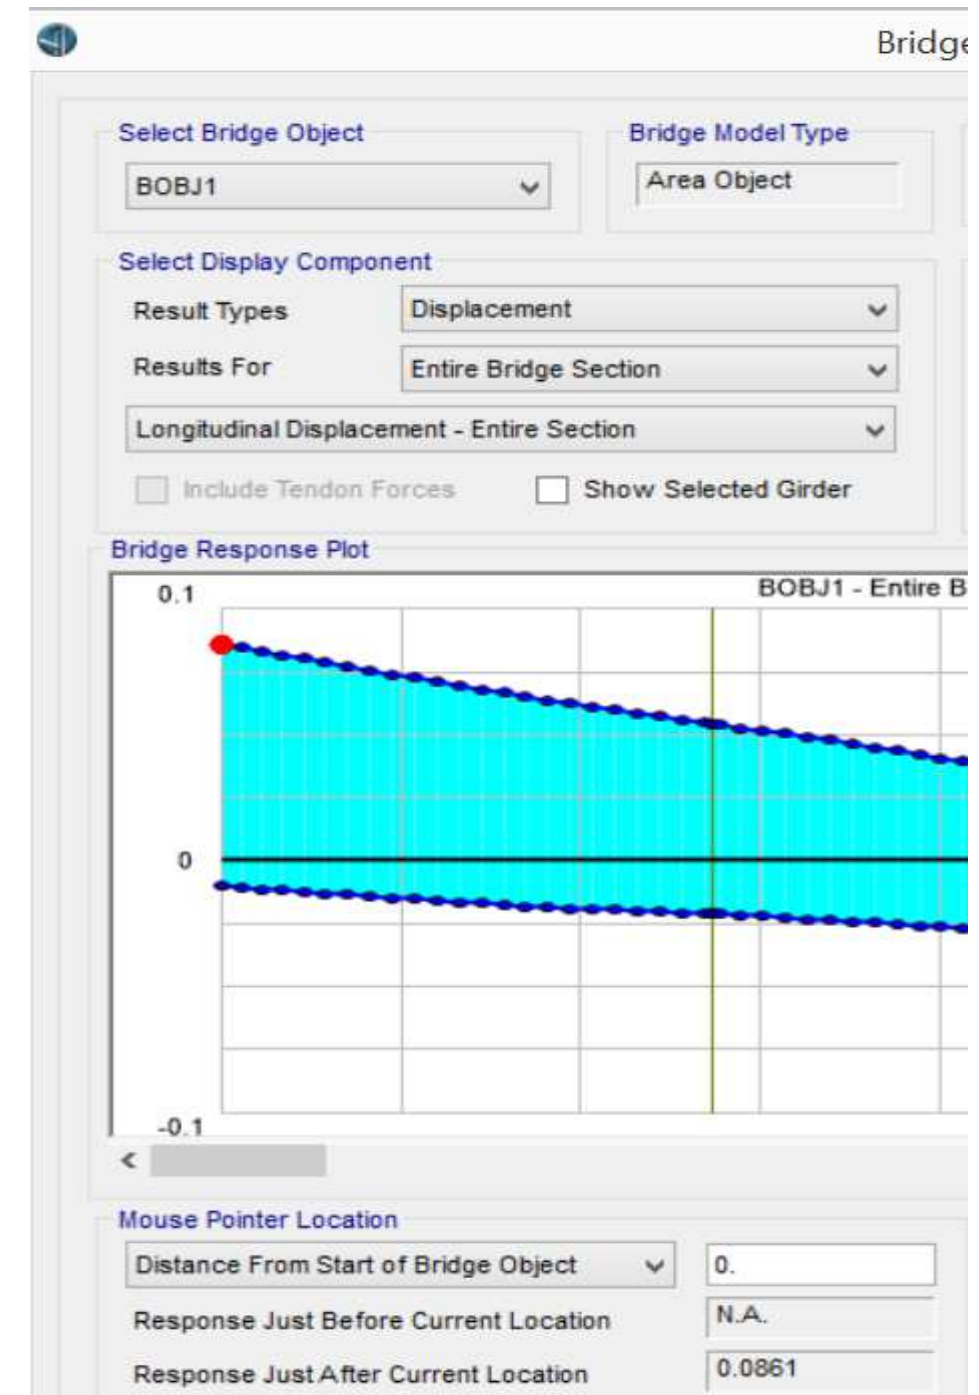 Bridge
Select Bridge Object
Bridge Model Type
BOBJ1
Area Object
Select Display Component
Result Types
Displacement
Results For
Entire Bridge Section
Longitudinal Displacement - Entire Section
Include Tendon Forces
Show Selected Girder
Bridge Response Plot
BOBJ1 - Entire B
0.1
0
-0.1
Mouse Pointer Location
Distance From Start of Bridge Object
0.
Response Just Before Current Location
N.A.
Response Just After Current Location
0.0861